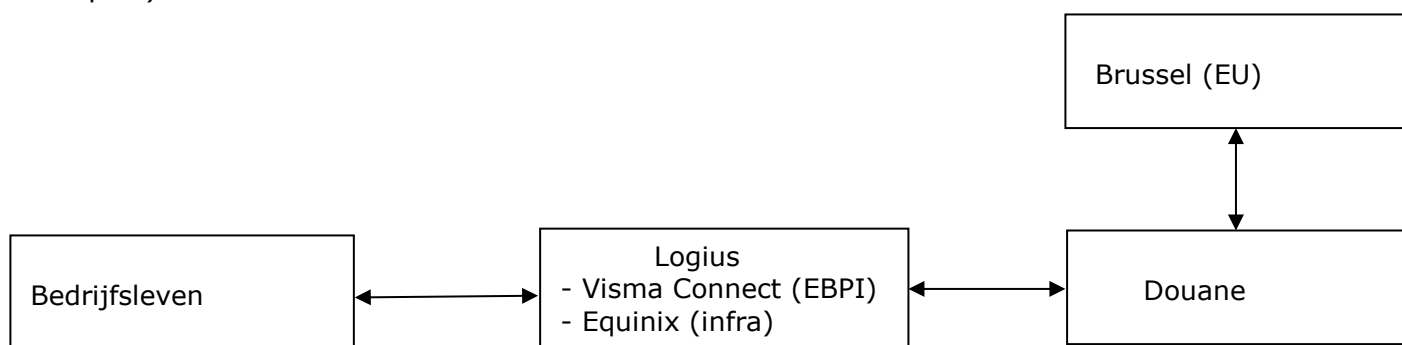 Brussel (EU)
Bedrijfsleven
Logius
- Visma Connect (EBPI)
- Equinix (infra)
Douane